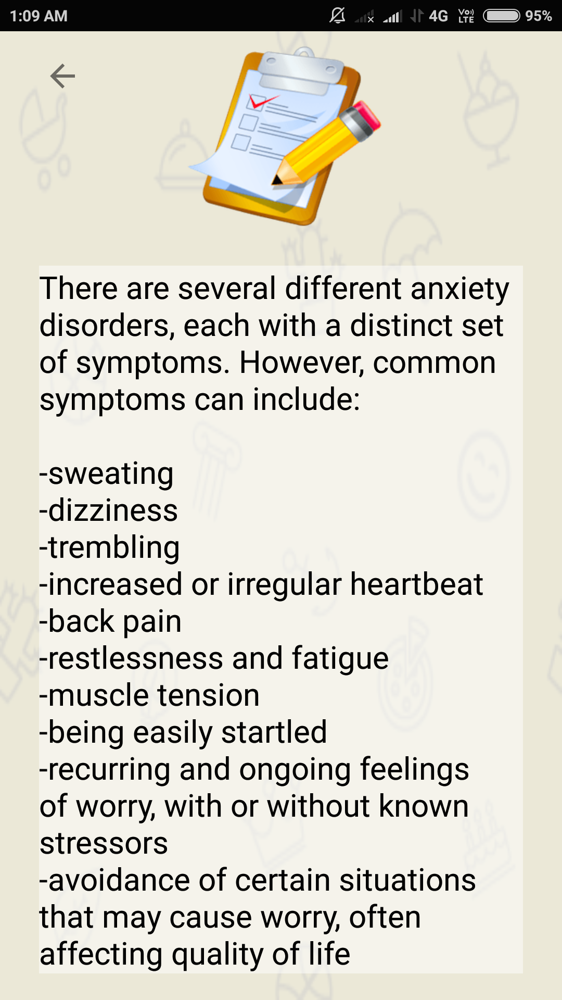 1:09 AM 4G VoLTE 95%
There are several different anxiety
disorders, each with a distinct set
of symptoms. However, common
symptoms can include:
-sweating
-dizziness
-trembling
-increased or irregular heartbeat
-back pain
-restlessness and fatigue
-muscle tension
-being easily startled
-recurring and ongoing feelings
of worry, with or without known
stressors
-avoidance of certain situations
that may cause worry, often
affecting quality of life